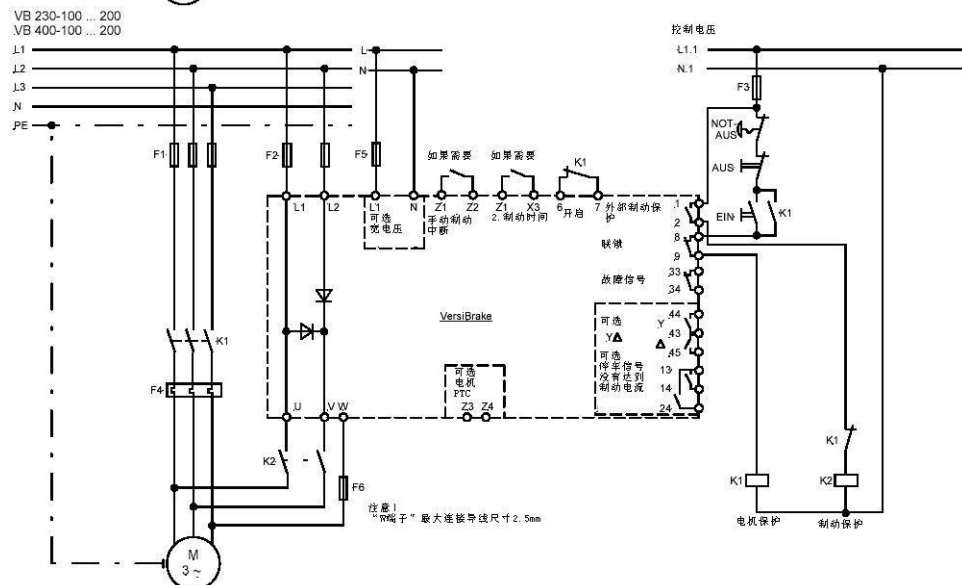 VB 230-100 ... 200
VB 400-100 ... 200
控制电压
L1
L
L1.1
L2
N
N.1
L3
N
PE
F3
NOT-
AUS
F1
F2
F5
如果需要
如果需要
K1
AUS
L1
L2
L1
N
Z1
Z2
Z1
X3
6
7
外部制动保
护
可选
宽电压
手动制动
中断
2. 制动时间
开启
1
2
EIN
K1
8
联锁
9
故障信号
33
34
VersiBrake
可选
Y
44
YΔ
43
Δ
45
可选
停车信号
没有达到
制动电流
13
14
24
K1
F4
可选
电机
PTC
Z3
Z4
U
V
W
K2
K1
F6
K1
K2
注意!
“W端子”最大连接导线尺寸2.5mm
电机保护
制动保护
M
3 ~